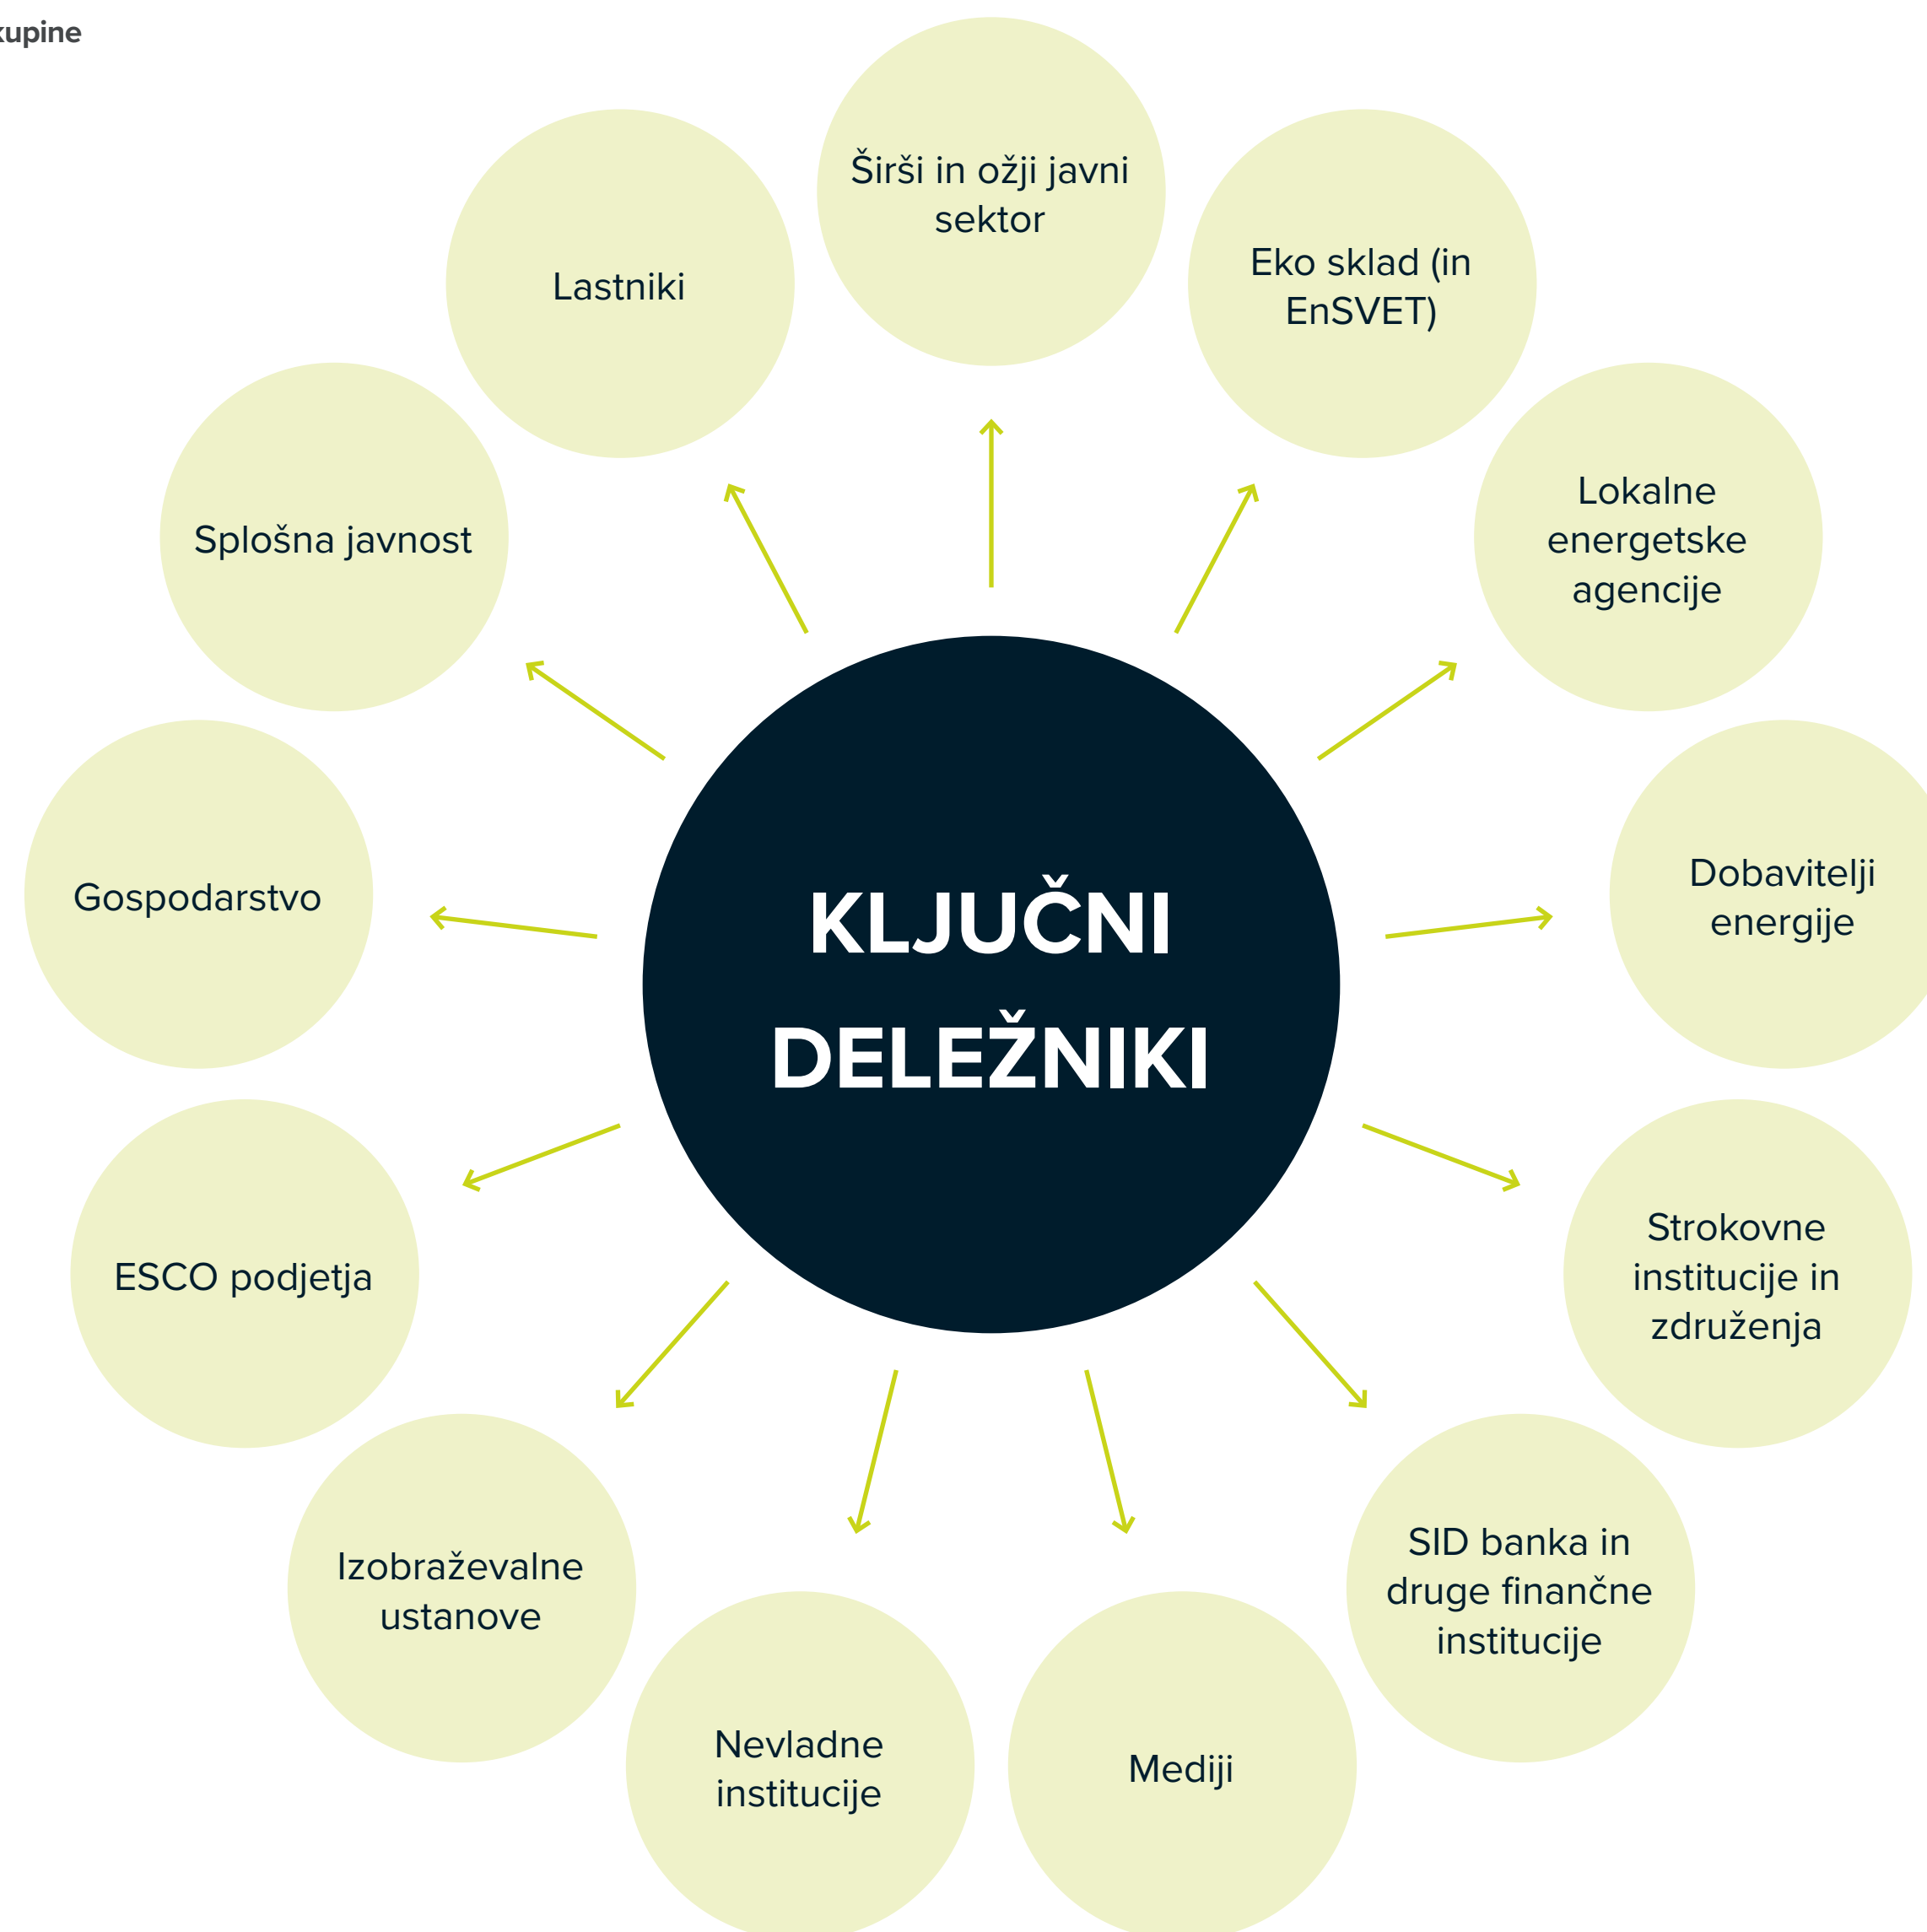 kupine
Širši in ožji javni
sektor
Eko sklad (in
EnSVET)
Lokalne
energetske
agencije
Dobavitelji
energije
Strokovne
institucije in
združenja
SID banka in
druge finančne
institucije
Mediji
Nevladne
institucije
Izobraževalne
ustanove
ESCO podjetja
Gospodarstvo
Splošna javnost
Lastniki
KLJUČNI
DELEŽNIKI